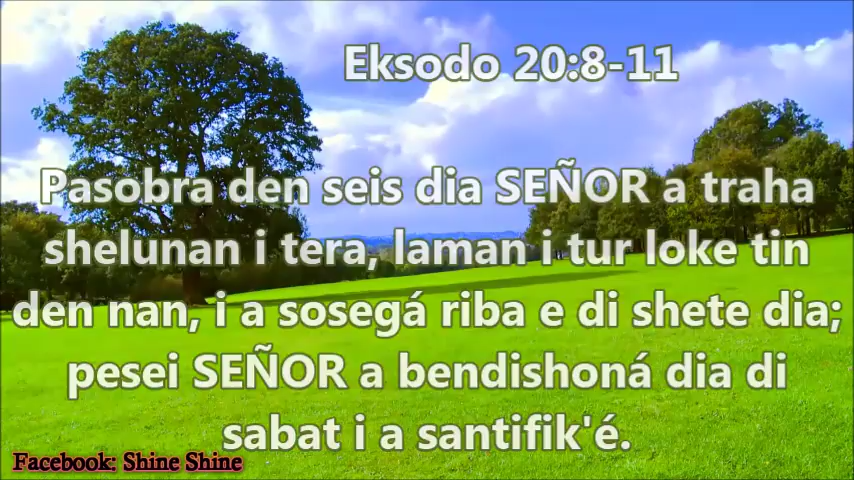 Eksodo 20:8-11
Pasobra den seis dia SEÑOR a traha
shelunan i tera, laman i tur loke tin
den nan, i a sosegá riba e di shete dia;
pesei SEÑOR a bendishoná dia di
sabat i a santifik'é.
Facebook: Shine Shine